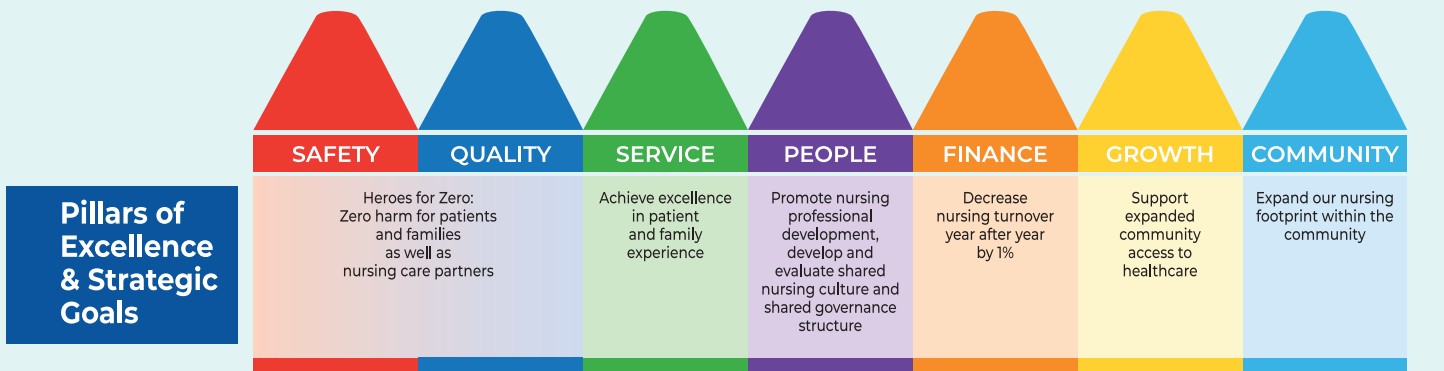 SAFETY
QUALITY
SERVICE
PEOPLE
FINANCE
GROWTH
COMMUNITY
Pillars of
Excellence
& Strategic
Goals
Heroes for Zero:
Zero harm for patients
and families
as well as
nursing care partners
Achieve excellence
in patient
and family
experience
Promote nursing
professional
development,
develop and
evaluate shared
nursing culture and
shared governance
structure
Decrease
nursing turnover
year after year
by 1%
Support
expanded
community
access to
healthcare
Expand our nursing
footprint within the
community